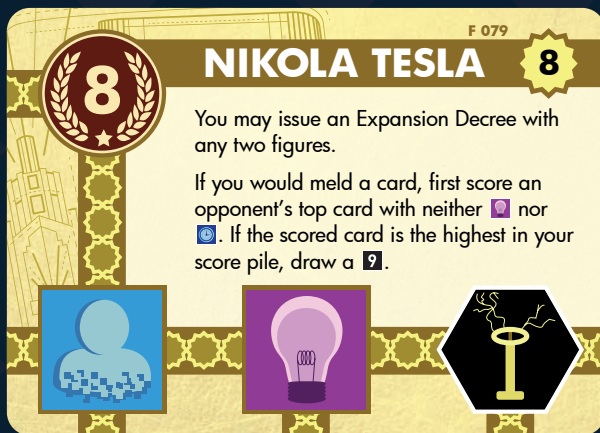 F 079
8
NIKOLA TESLA
8
You may issue an Expansion Decree with
any two figures.
If you would meld a card, first score an
opponent's top card with neither nor
. If the scored card is the highest in your
score pile, draw a 9.